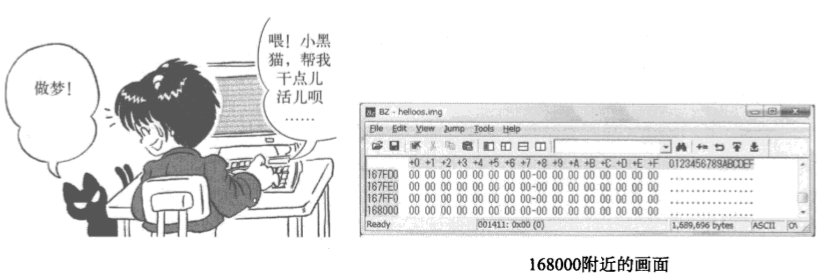 喂！小黑
猫，帮我
干点儿
活儿呗
……
做梦！
BZ - helloos.img
File Edit View Jump Tools Help
+0 +1 +2 +3 +4 +5 +6 +7 +8 +9 +A +B +C +D +E +F 0123456789ABCDEF
167FD0 00 00 00 00 00 00 00 00-00 00 00 00 00 00 00 00 ................
167FE0 00 00 00 00 00 00 00 00-00 00 00 00 00 00 00 00 ................
167FF0 00 00 00 00 00 00 00 00-00 00 00 00 00 00 00 00 ................
168000 00 00 00 00 00 00 00 00-00 00 00 00 00 00 00 00 ................
Ready 001411: 0x00 (0) 1,689,696 bytes ASCII
168000附近的画面